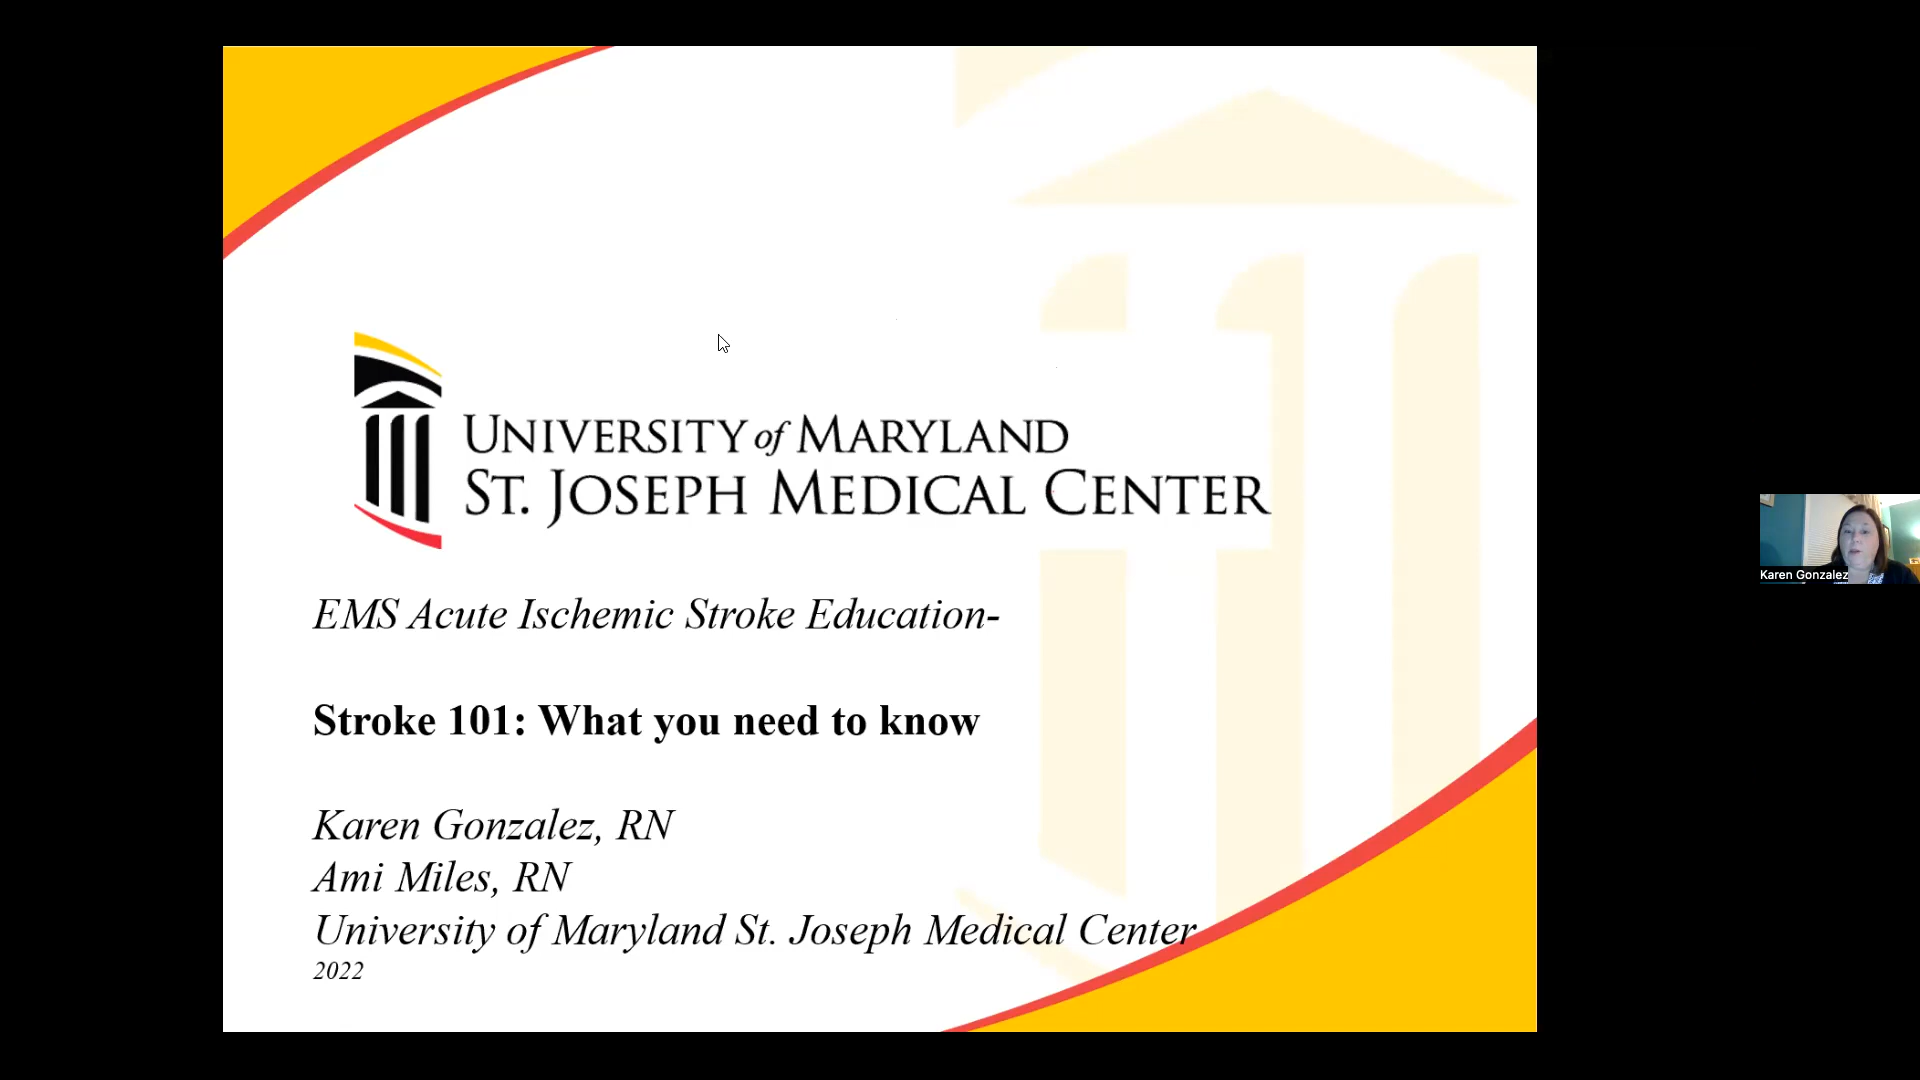 UNIVERSITY of MARYLAND
ST. JOSEPH MEDICAL CENTER
EMS Acute Ischemic Stroke Education-
Stroke 101: What you need to know
Karen Gonzalez, RN
Ami Miles, RN
University of Maryland St. Joseph Medical Center
2022
Karen Gonzalez